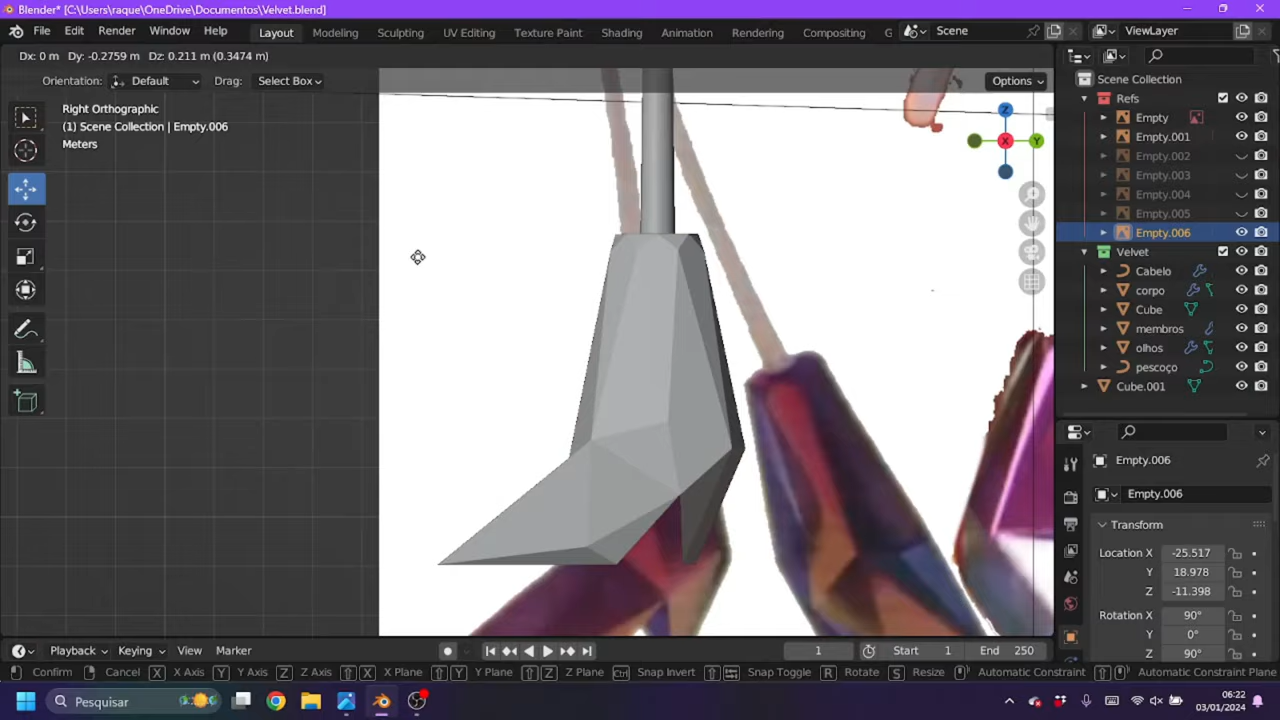 Blender* [C:\Users\raque\OneDrive\Documentos\Velvet.blend]
File Edit Render Window Help Layout Modeling Sculpting UV Editing Texture Paint Shading Animation Rendering Compositing G Scene ViewLayer
Dx: 0 m Dy: -0.2759 m Dz: 0.211 m (0.3474 m)
Orientation: Default Drag: Select Box Options
Right Orthographic
(1) Scene Collection | Empty.006
Meters
Z
X
Y
Scene Collection
Refs
Empty
Empty.001
Empty.002
Empty.003
Empty.004
Empty.005
Empty.006
Velvet
Cabelo
corpo
Cube
membros
olhos
pescoço
Cube.001
Empty.006
Empty.006
Transform
Location X -25.517
Y 18.978
Z -11.398
Rotation X 90°
Y 0°
Z 90°
Playback Keying View Marker 1 Start 1 End 250
Confirm Cancel X X Axis Y Y Axis Z Z Axis X X Plane Y Y Plane Z Z Plane Ctrl Snap Invert Snap Toggle R Rotate S Resize Automatic Constraint Automatic Constraint Plane
Pesquisar
06:22
03/01/2024